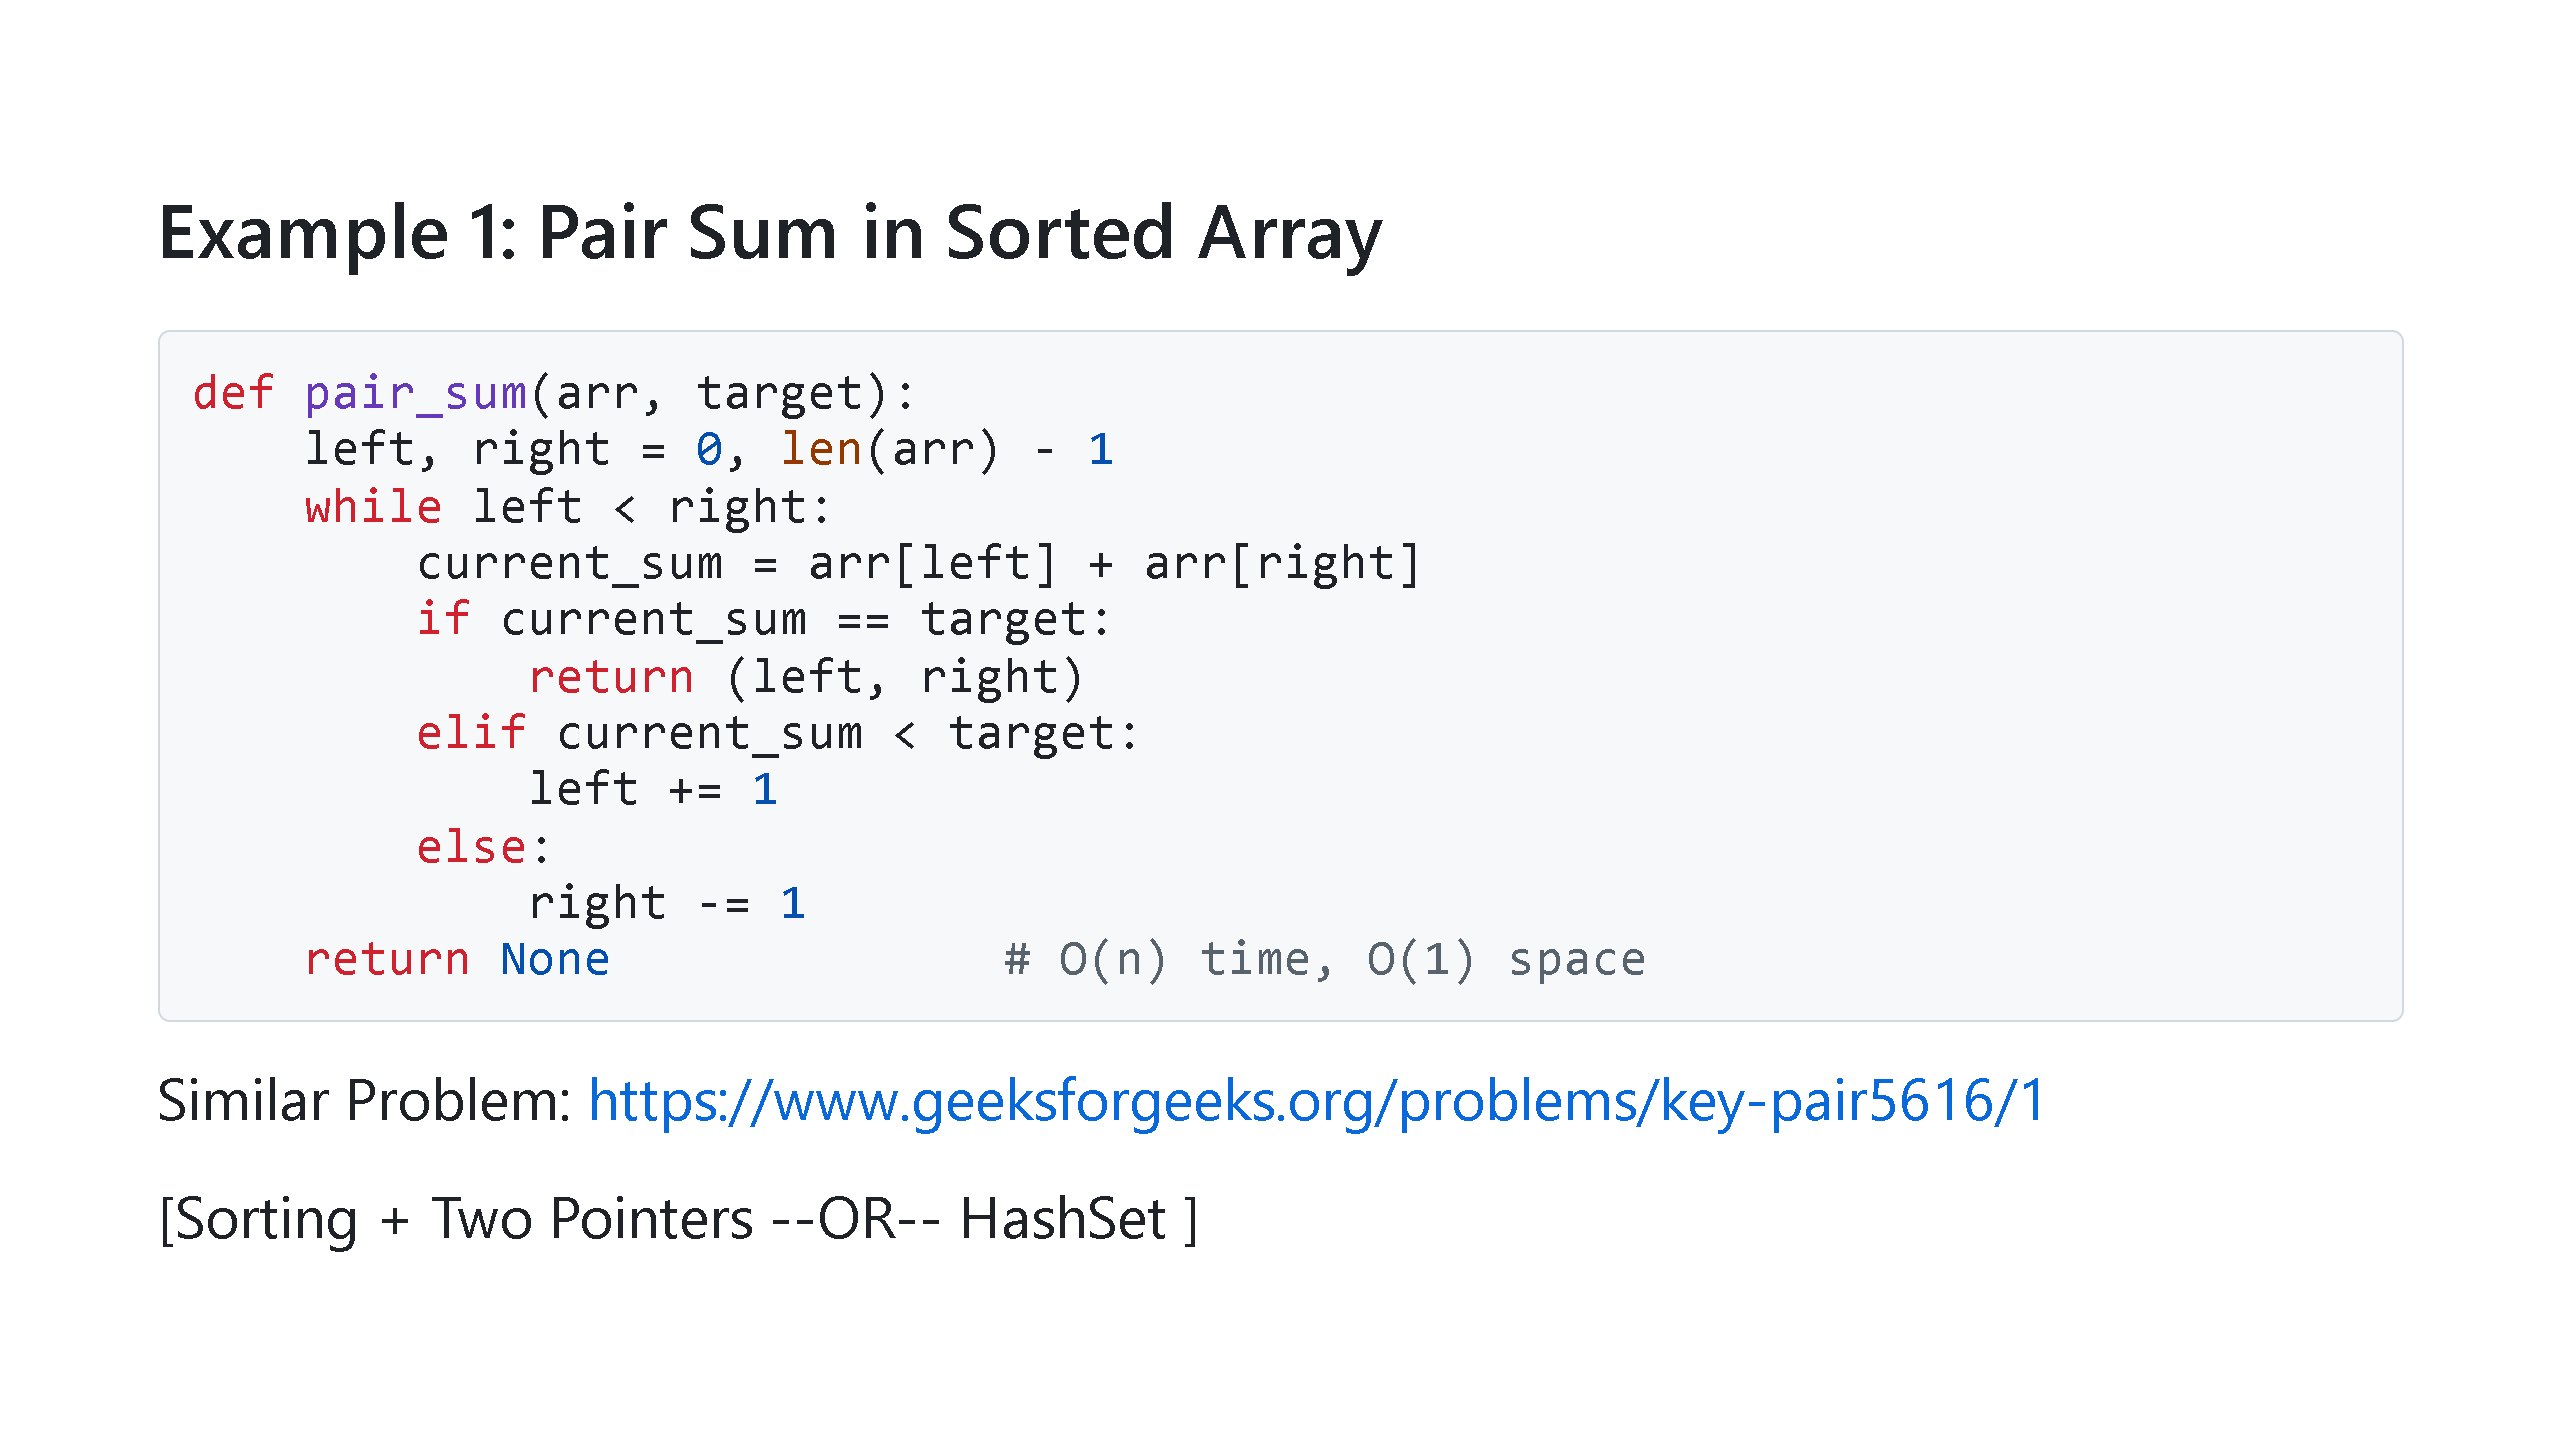 Example 1: Pair Sum in Sorted Array
def pair_sum(arr, target):
    left, right = 0, len(arr) - 1
    while left < right:
        current_sum = arr[left] + arr[right]
        if current_sum == target:
            return (left, right)
        elif current_sum < target:
            left += 1
        else:
            right -= 1
    return None              # O(n) time, O(1) space
Similar Problem: https://www.geeksforgeeks.org/problems/key-pair5616/1
[Sorting + Two Pointers --OR-- HashSet ]